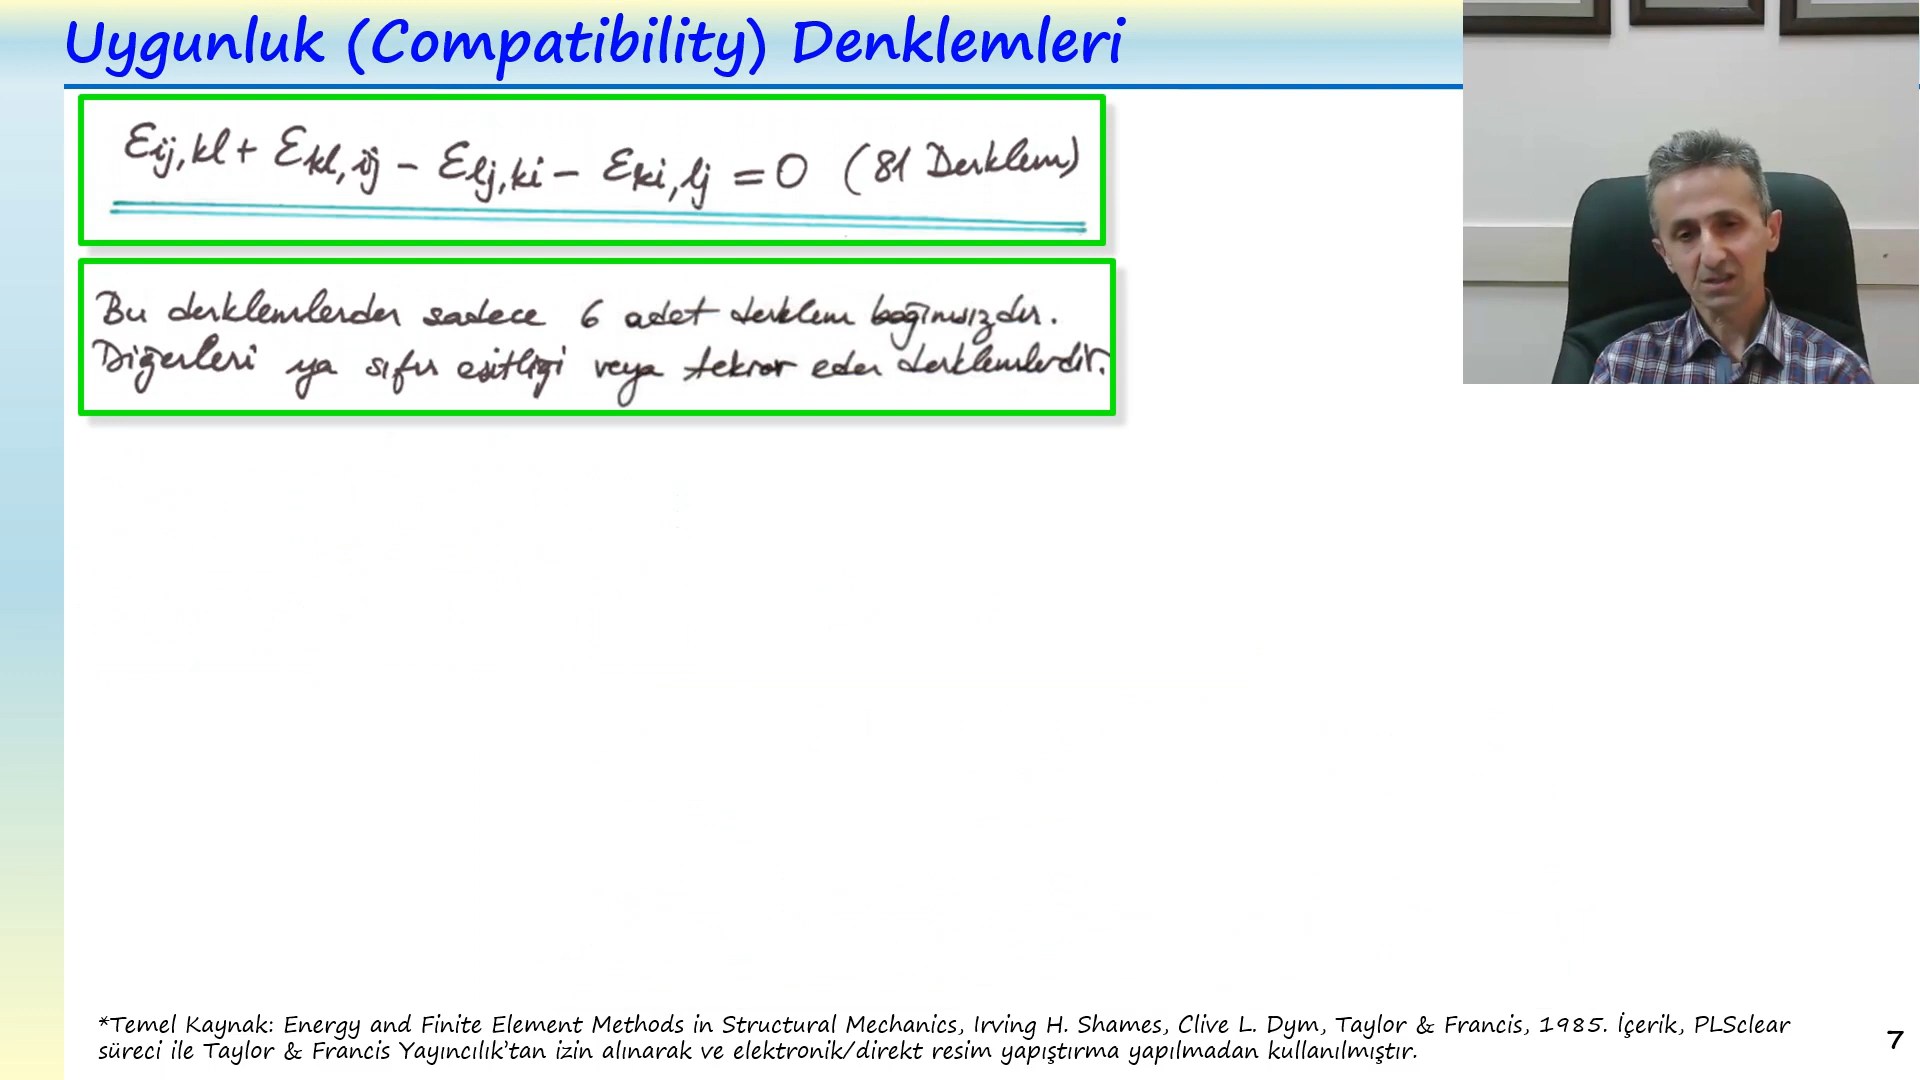 Uygunluk (Compatibility) Denklemleri
εij,kl + εkl,ij - εlj,ki - εki,lj = 0 (81 Denklem)
Bu denklemlerden sadece 6 adet denklem bağımsızdır.
Diğerleri ya sıfır eşitliği veya tekrar eden denklemlerdir.
*Temel Kaynak: Energy and Finite Element Methods in Structural Mechanics, Irving H. Shames, Clive L. Dym, Taylor & Francis, 1985. İçerik, PLSclear
süreci ile Taylor & Francis Yayıncılık'tan izin alınarak ve elektronik/direkt resim yapıştırma yapılmadan kullanılmıştır.
7